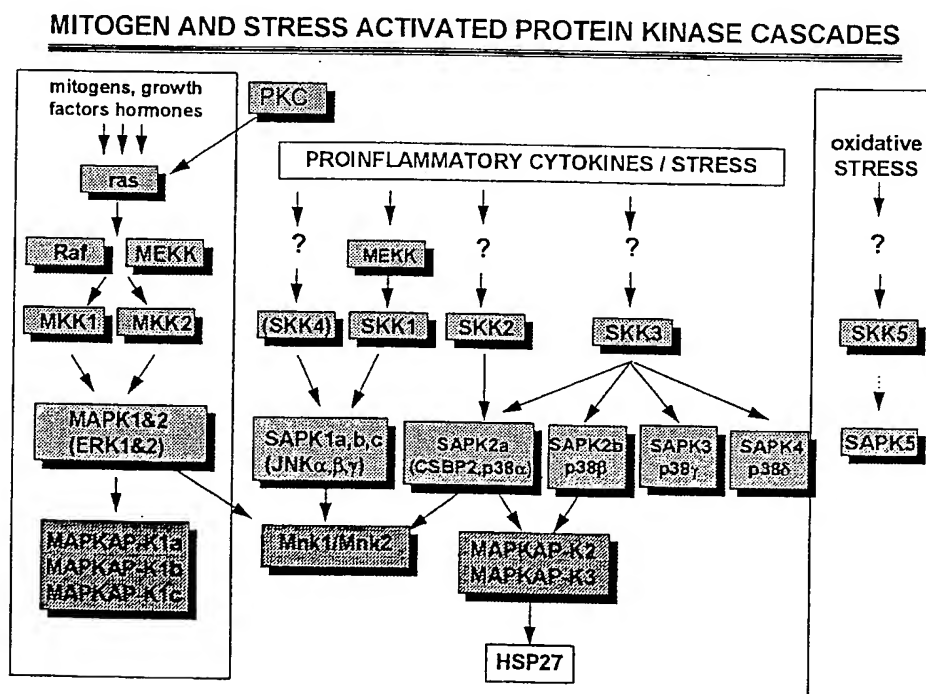 MITOGEN AND STRESS ACTIVATED PROTEIN KINASE CASCADES
mitogens, growth
factors hormones
PKC
ras
Raf
MEKK
MKK1
MKK2
MAPK1&2
(ERK1&2)
MAPKAP-K1a
MAPKAP-K1b
MAPKAP-K1c
PROINFLAMMATORY CYTOKINES / STRESS
?
MEKK
?
?
(SKK4)
SKK1
SKK2
SKK3
SAPK1a,b,c
(JNKα,β,γ)
SAPK2a
(CSBP2,p38α)
SAPK2b
p38β
SAPK3
p38γ
SAPK4
p38δ
Mnk1/Mnk2
MAPKAP-K2
MAPKAP-K3
HSP27
oxidative
STRESS
?
SKK5
SAPK5